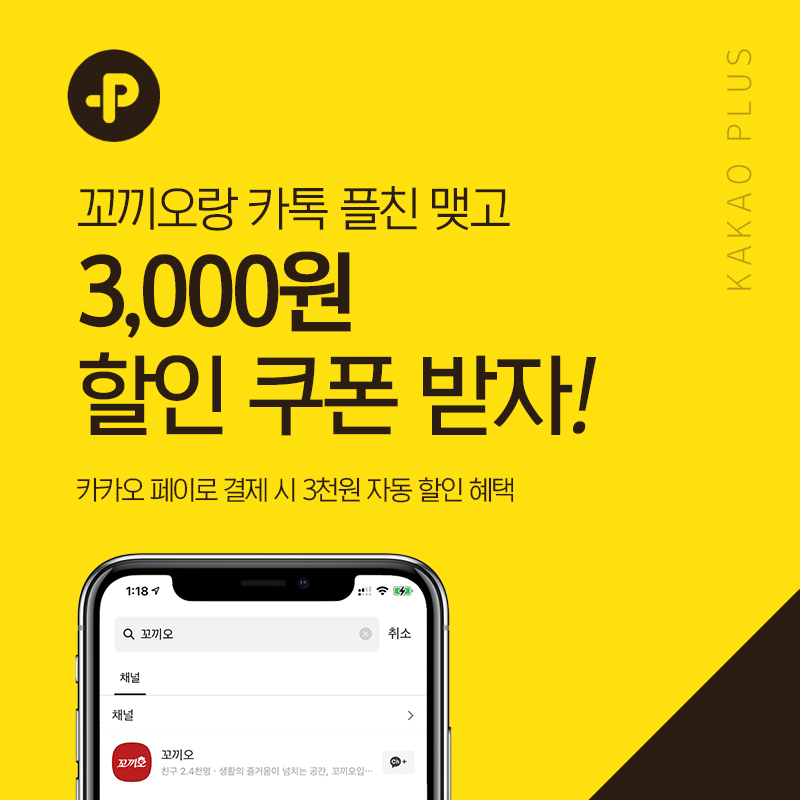 KAKAO PLUS
꼬끼오랑 카톡 플친 맺고
3,000원
할인 쿠폰 받자!
카카오 페이로 결제 시 3천원 자동 할인 혜택
1:18
꼬끼오
취소
채널
채널
꼬끼오
꼬끼오
친구 2.4천명 · 생활의 즐거움이 넘치는 공간, 꼬끼오입···
Ch+